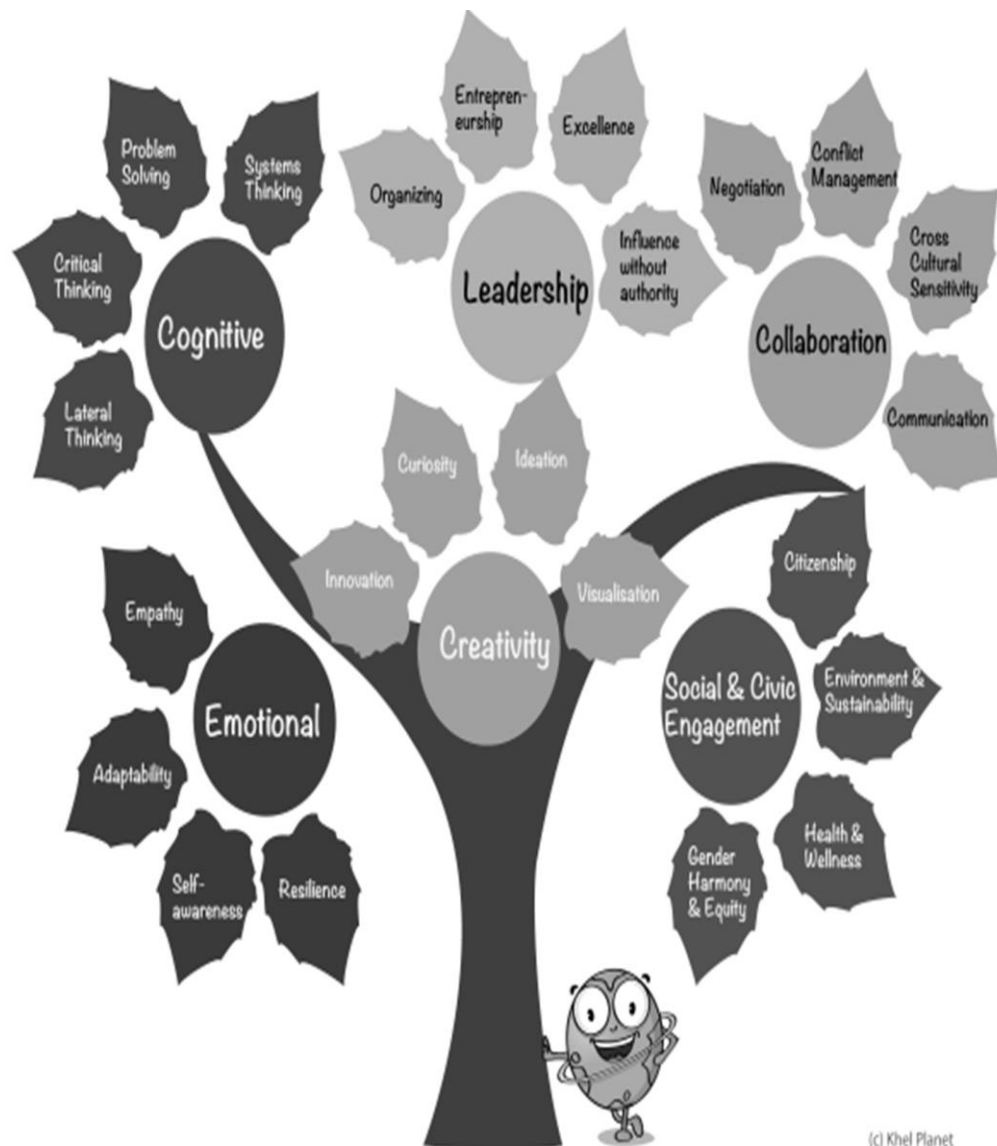 Problem
Solving
Systems
Thinking
Critical
Thinking
Lateral
Thinking
Cognitive
Organizing
Entrepren-
eurship
Excellence
Influence
without
authority
Leadership
Negotiation
Conflict
Management
Cross
Cultural
Sensitivity
Communication
Collaboration
Innovation
Curiosity
Ideation
Visualisation
Creativity
Empathy
Adaptability
Self-
awareness
Resilience
Emotional
Citizenship
Environment &
Sustainability
Health &
Wellness
Gender
Harmony
& Equity
Social & Civic
Engagement
(c) Khel Planet